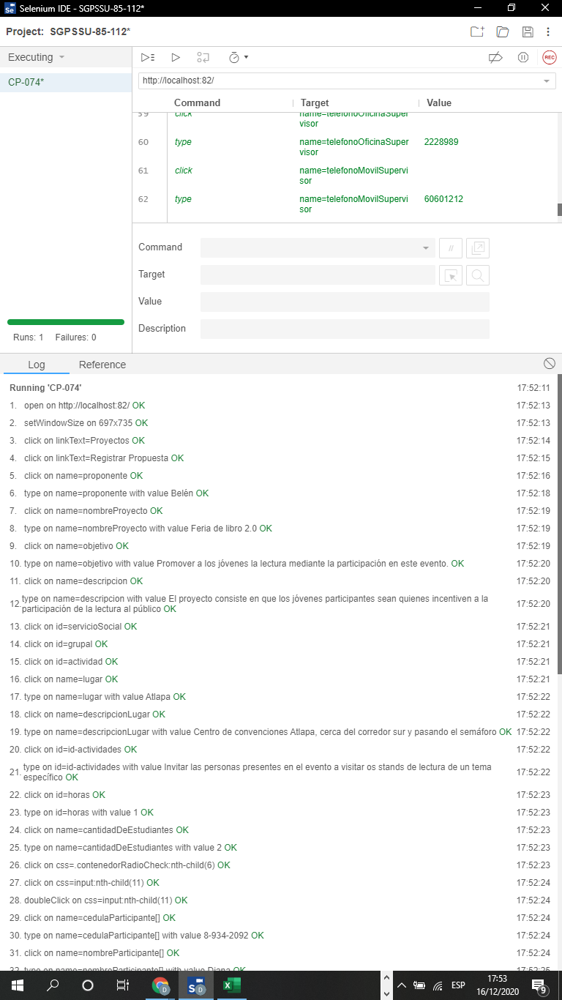 Selenium IDE - SGPSSU-85-112*
Project: SGPSSU-85-112*
Executing
CP-074*
REC
http://localhost:82/
Command Target Value
59 click name=telefonoOficinaSuper
visor
60 type name=telefonoOficinaSuper 2228989
visor
61 click name=telefonoMovilSupervi
sor
62 type name=telefonoMovilSupervi 60601212
sor
Command //
Target
Value
Description
Runs: 1 Failures: 0
Log Reference
Running 'CP-074' 17:52:11
1. open on http://localhost:82/ OK 17:52:13
2. setWindowSize on 697x735 OK 17:52:13
3. click on linkText=Proyectos OK 17:52:14
4. click on linkText=Registrar Propuesta OK 17:52:15
5. click on name=proponente OK 17:52:16
6. type on name=proponente with value Belén OK 17:52:18
7. click on name=nombreProyecto OK 17:52:19
8. type on name=nombreProyecto with value Feria de libro 2.0 OK 17:52:19
9. click on name=objetivo OK 17:52:19
10. type on name=objetivo with value Promover a los jóvenes la lectura mediante la participación en este evento. OK 17:52:20
11. click on name=descripcion OK 17:52:20
12. type on name=descripcion with value El proyecto consiste en que los jóvenes participantes sean quienes incentiven a la
participación de la lectura al público OK 17:52:20
13. click on id=servicioSocial OK 17:52:21
14. click on id=grupal OK 17:52:21
15. click on id=actividad OK 17:52:21
16. click on name=lugar OK 17:52:21
17. type on name=lugar with value Atlapa OK 17:52:22
18. click on name=descripcionLugar OK 17:52:22
19. type on name=descripcionLugar with value Centro de convenciones Atlapa, cerca del corredor sur y pasando el semáforo OK 17:52:22
20. click on id=id-actividades OK 17:52:22
21. type on id=id-actividades with value Invitar las personas presentes en el evento a visitar os stands de lectura de un tema
específico OK 17:52:22
22. click on id=horas OK 17:52:23
23. type on id=horas with value 1 OK 17:52:23
24. click on name=cantidadDeEstudiantes OK 17:52:23
25. type on name=cantidadDeEstudiantes with value 2 OK 17:52:23
26. click on css=.contenedorRadioCheck:nth-child(6) OK 17:52:23
27. click on css=input:nth-child(11) OK 17:52:24
28. doubleClick on css=input:nth-child(11) OK 17:52:24
29. click on name=cedulaParticipante[] OK 17:52:24
30. type on name=cedulaParticipante[] with value 8-934-2092 OK 17:52:24
31. click on name=nombreParticipante[] OK 17:52:24
32. type on name=nombreParticipante[] with value Diana OK 17:52:25
ESP
17:53
16/12/2020
9